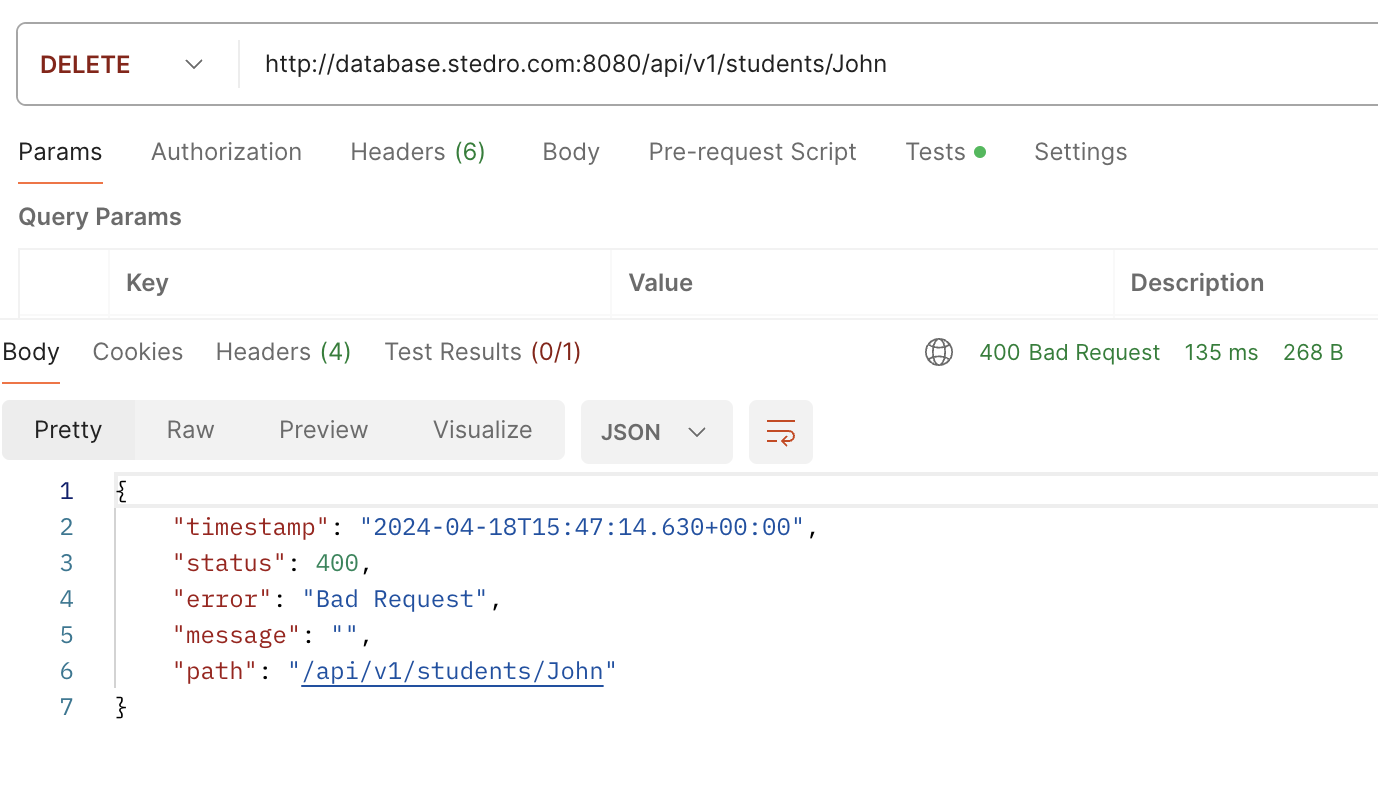 DELETE http://database.stedro.com:8080/api/v1/students/John
Params Authorization Headers (6) Body Pre-request Script Tests Settings
Query Params
Key Value Description
Body Cookies Headers (4) Test Results (0/1) 400 Bad Request 135 ms 268 B
Pretty Raw Preview Visualize JSON
1 {
2 "timestamp": "2024-04-18T15:47:14.630+00:00",
3 "status": 400,
4 "error": "Bad Request",
5 "message": "",
6 "path": "/api/v1/students/John"
7 }